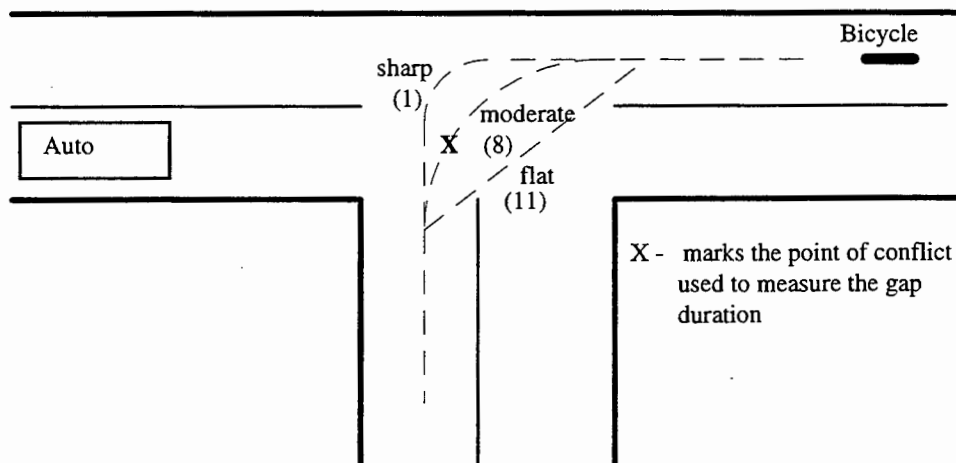 Bicycle
sharp
(1)
moderate
Auto
X
(8)
flat
(11)
X - marks the point of conflict
used to measure the gap
duration